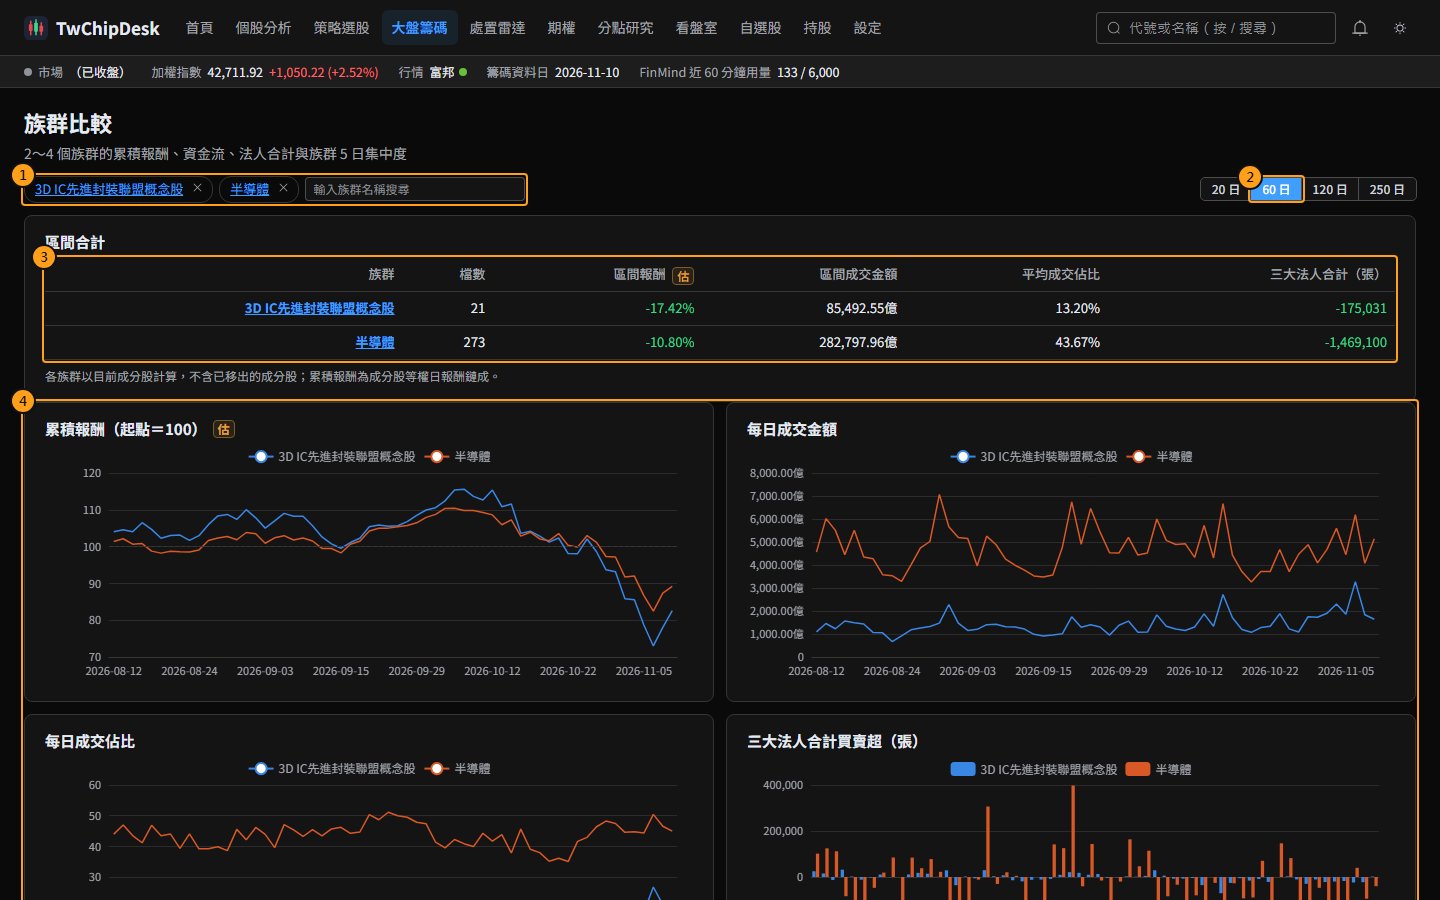 TwChipDesk 首頁 個股分析 策略選股 大盤籌碼 處置雷達 期權 分點研究 看盤室 自選股 持股 設定 代號或名稱（按 / 搜尋）
市場 （已收盤） 加權指數 42,711.92 +1,050.22 (+2.52%) 行情 富邦 籌碼資料日 2026-11-10 FinMind 近 60 分鐘用量 133 / 6,000
族群比較
2～4 個族群的累積報酬、資金流、法人合計與族群 5 日集中度
1 3D IC先進封裝聯盟概念股 × 半導體 × 輸入族群名稱搜尋 20 日 2 60 日 120 日 250 日
區間合計
3
族群 檔數 區間報酬 估 區間成交金額 平均成交佔比 三大法人合計（張）
3D IC先進封裝聯盟概念股 21 -17.42% 85,492.55億 13.20% -175,031
半導體 273 -10.80% 282,797.96億 43.67% -1,469,100
各族群以目前成分股計算，不含已移出的成分股；累積報酬為成分股等權日報酬鏈成。
4
累積報酬（起點＝100） 估
3D IC先進封裝聯盟概念股 半導體
120
110
100
90
80
70
2026-08-12 2026-08-24 2026-09-03 2026-09-15 2026-09-29 2026-10-12 2026-10-22 2026-11-05
每日成交金額
3D IC先進封裝聯盟概念股 半導體
8,000.00億
7,000.00億
6,000.00億
5,000.00億
4,000.00億
3,000.00億
2,000.00億
1,000.00億
0
2026-08-12 2026-08-24 2026-09-03 2026-09-15 2026-09-29 2026-10-12 2026-10-22 2026-11-05
每日成交佔比
3D IC先進封裝聯盟概念股 半導體
60
50
40
30
三大法人合計買賣超（張）
3D IC先進封裝聯盟概念股 半導體
400,000
200,000
0